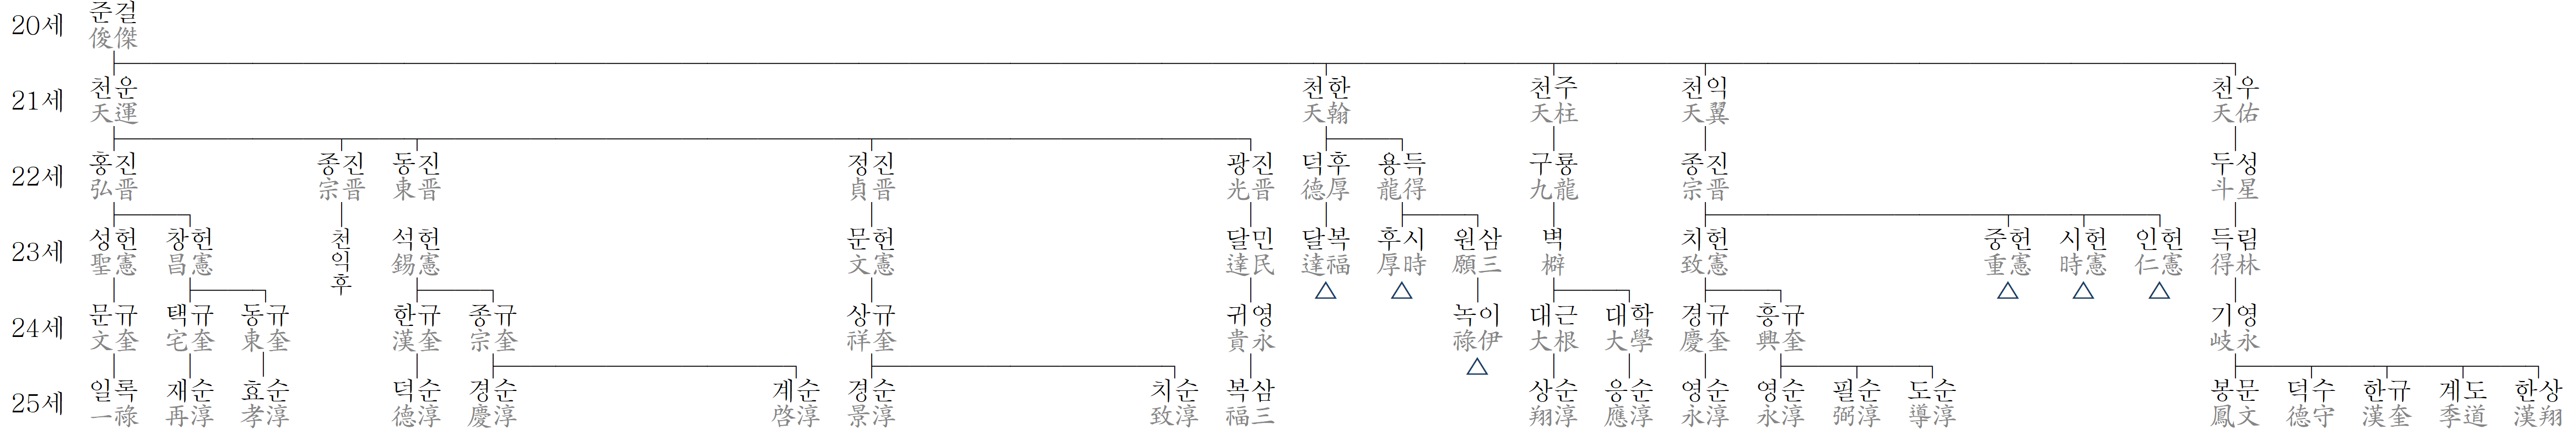 20세 준걸
俊傑
21세 천운 천한 천주 천익 천우
天運 天翰 天柱 天翼 天佑
22세 홍진 종진 동진 정진 광진 덕후 용득 구룡 종진 두성
弘晋 宗晋 東晋 貞晋 光晋 德厚 龍得 九龍 宗晋 斗星
23세 성헌 창헌 천익후 석헌 문헌 달민 달복 후시 원삼 벽 치헌 중헌 시헌 인헌 득림
聖憲 昌憲 錫憲 文憲 達民 達福 厚時 願三 檘 致憲 重憲 時憲 仁憲 得林
24세 문규 택규 동규 한규 종규 상규 귀영 녹이 대근 대학 경규 흥규 기영
文奎 宅奎 東奎 漢奎 宗奎 祥奎 貴永 祿伊 大根 大學 慶奎 興奎 岐永
25세 일록 재순 효순 덕순 경순 계순 경순 치순 복삼 상순 응순 영순 영순 필순 도순 봉문 덕수 한규 계도 한상
一祿 再淳 孝淳 德淳 慶淳 啓淳 景淳 致淳 福三 翔淳 應淳 永淳 永淳 弼淳 導淳 鳳文 德守 漢奎 季道 漢翔